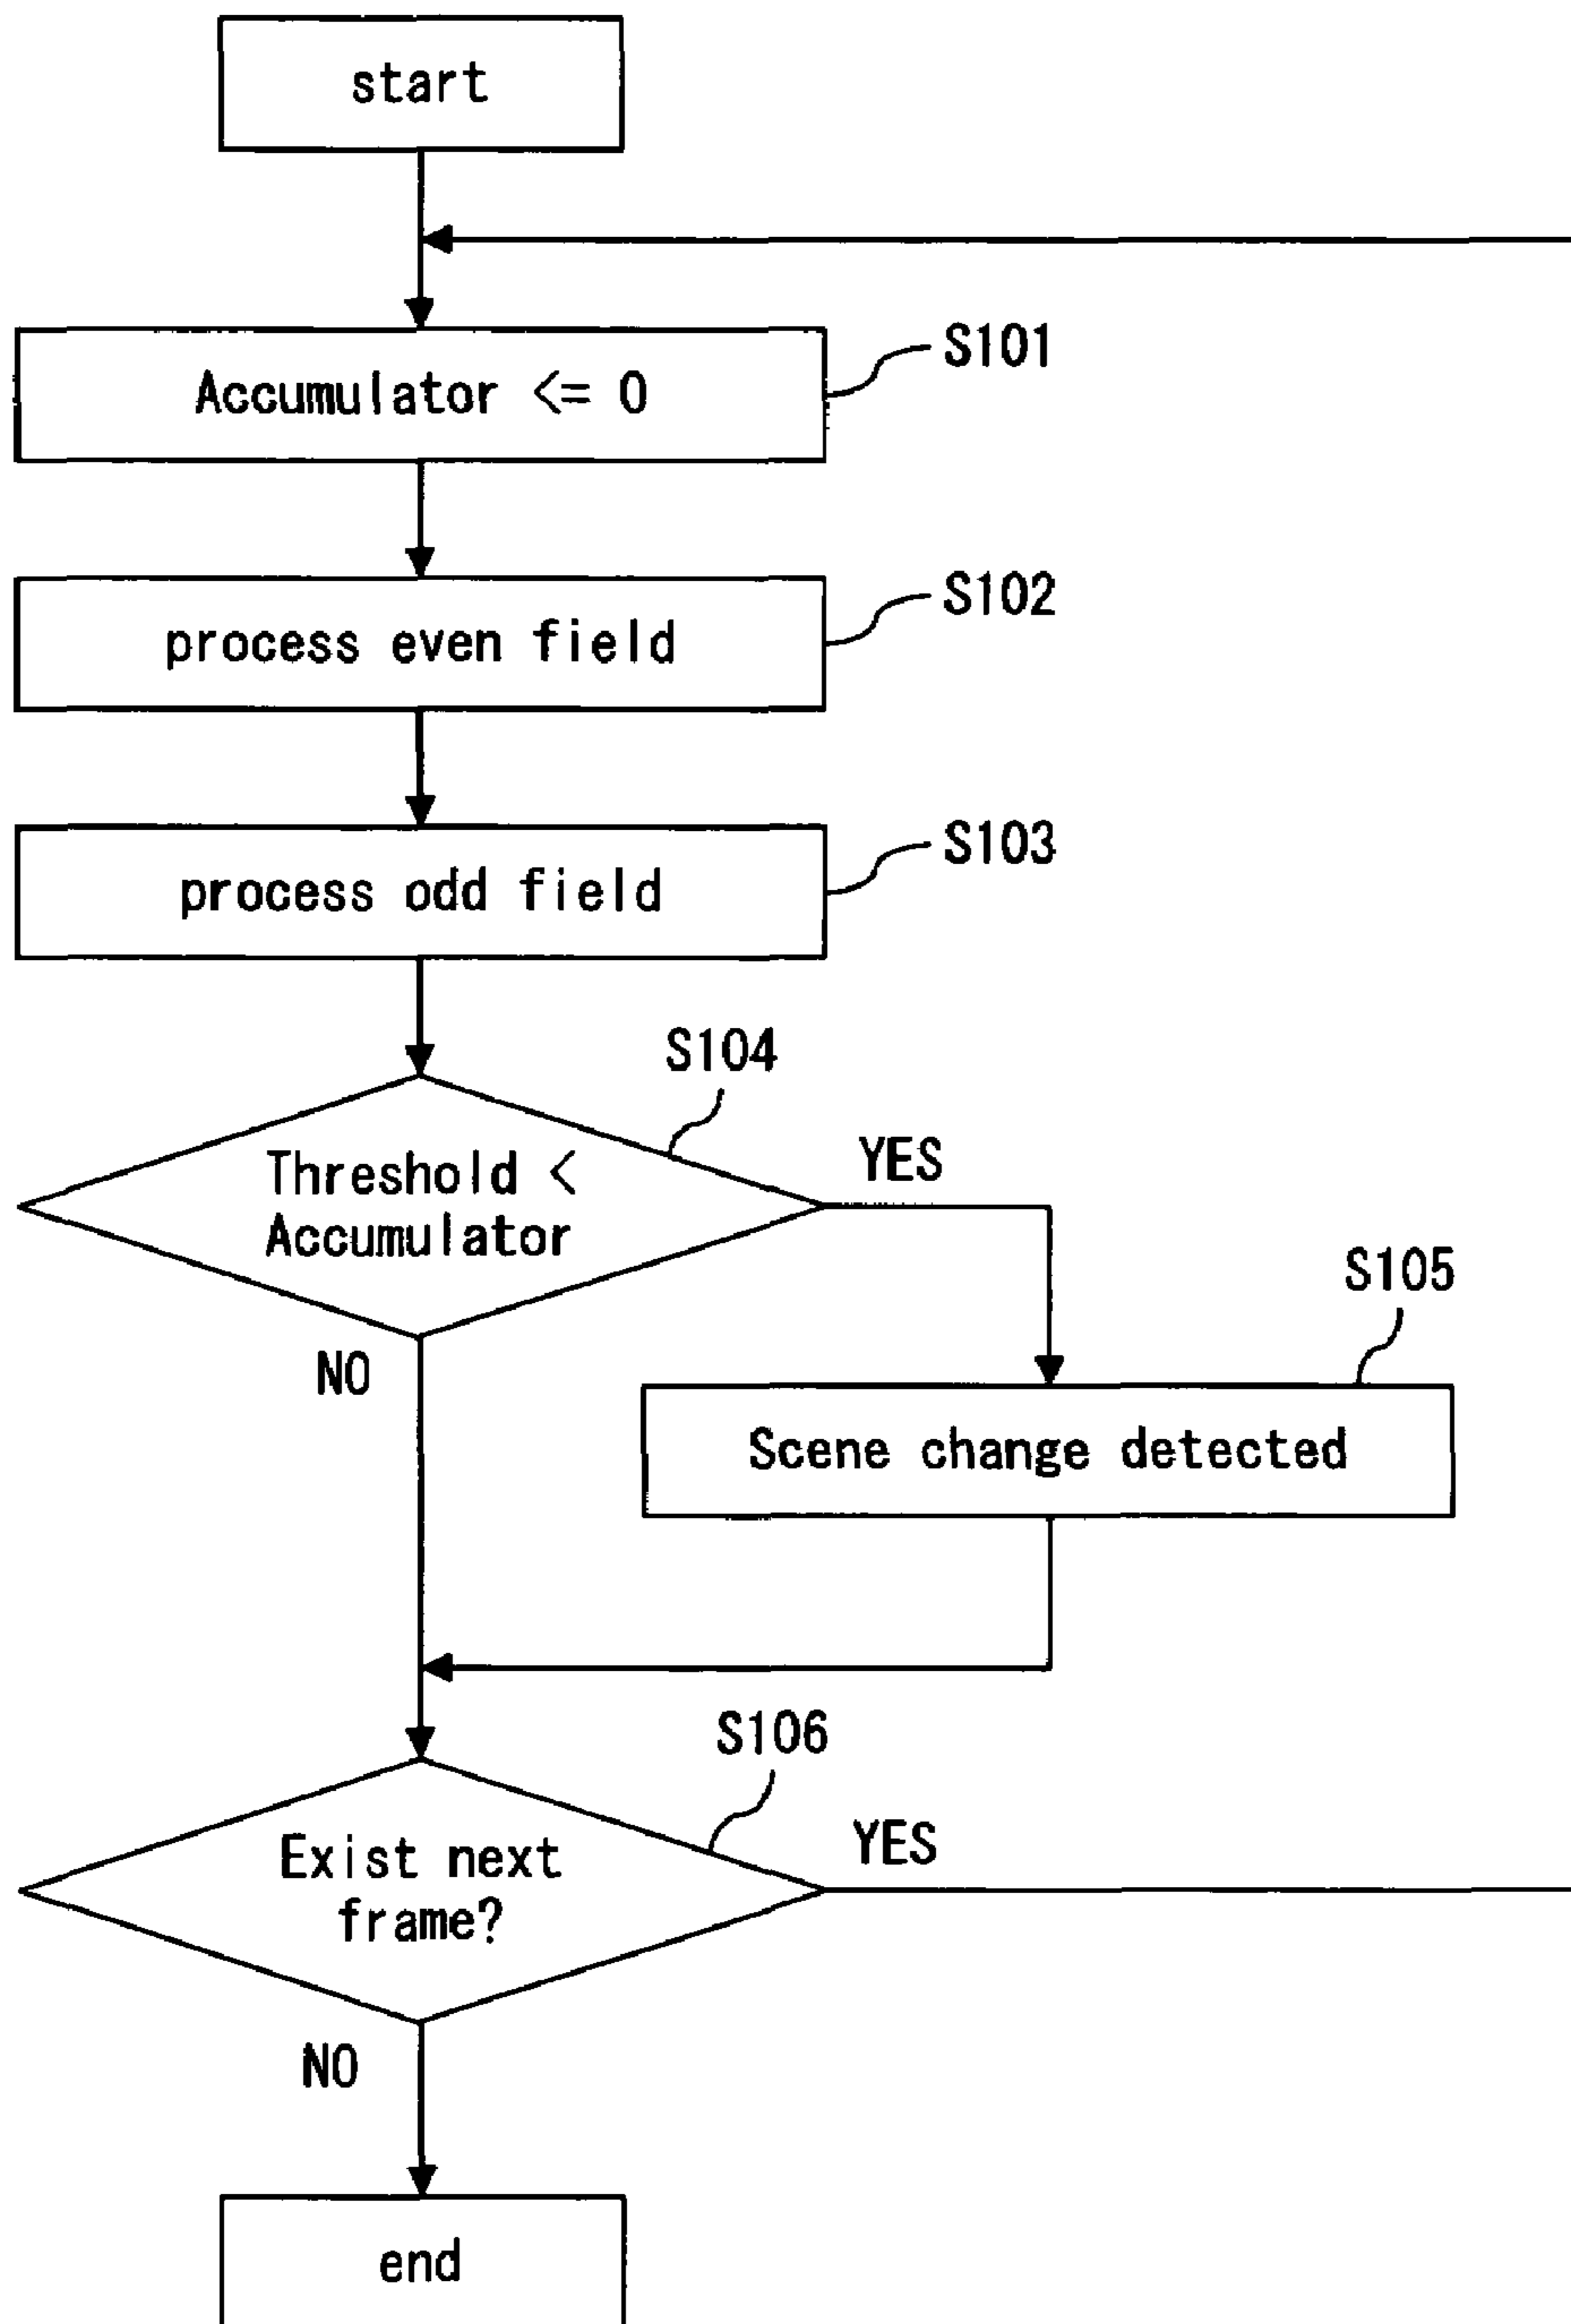 start
Accumulator <= 0
S101
process even field
S102
process odd field
S103
S104
Threshold <
Accumulator
YES
NO
S105
Scene change detected
S106
Exist next
frame?
YES
NO
end